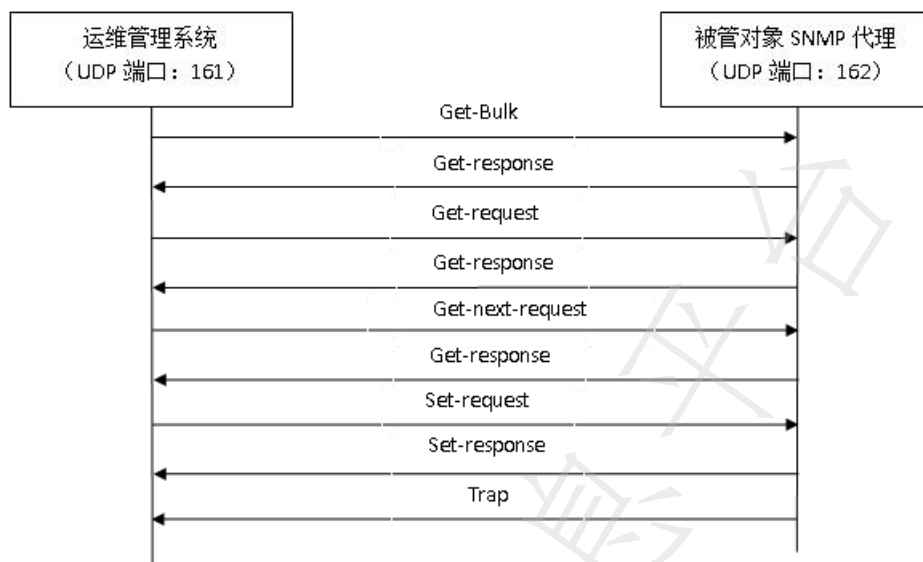 运维管理系统
（UDP 端口：161）
被管对象 SNMP 代理
（UDP 端口：162）
Get-Bulk
Get-response
Get-request
Get-response
Get-next-request
Get-response
Set-request
Set-response
Trap